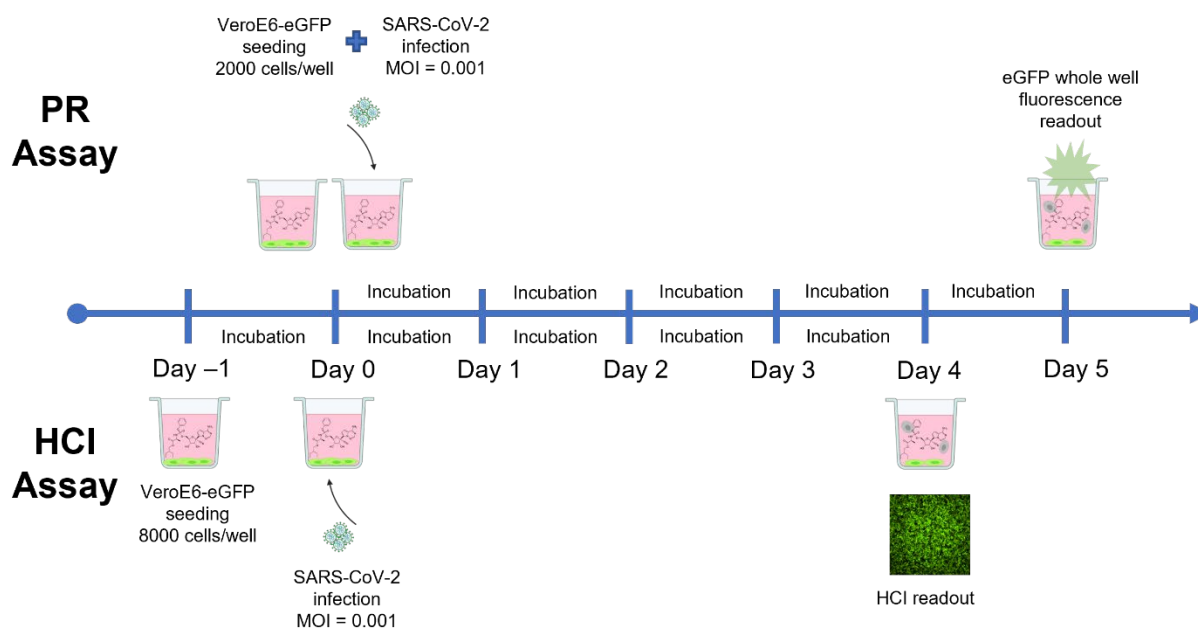 VeroE6-eGFP
seeding
2000 cells/well
SARS-CoV-2
infection
MOI = 0.001
PR
Assay
eGFP whole well
fluorescence
readout
Incubation
Incubation
Incubation
Incubation
Incubation
Incubation
Incubation
Incubation
Incubation
Incubation
Day –1
Day 0
Day 1
Day 2
Day 3
Day 4
Day 5
HCI
Assay
VeroE6-eGFP
seeding
8000 cells/well
SARS-CoV-2
infection
MOI = 0.001
HCI readout